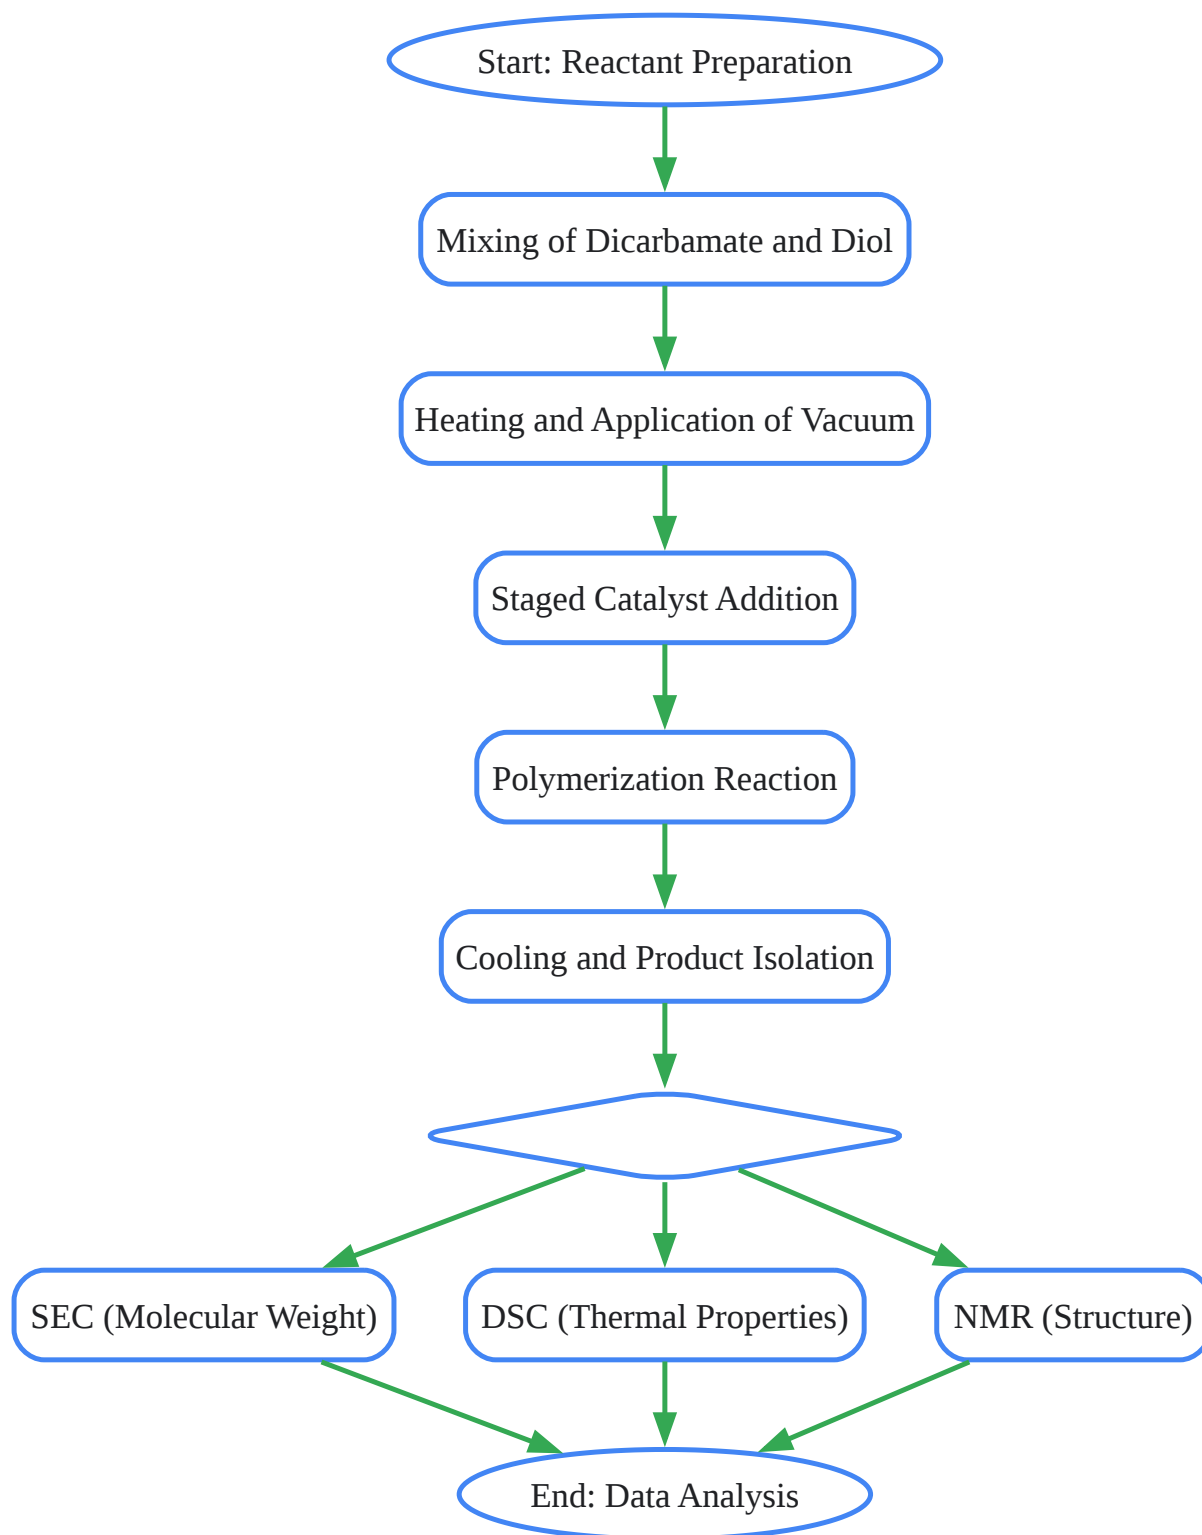 Start: Reactant Preparation
Mixing of Dicarbamate and Diol
Heating and Application of Vacuum
Staged Catalyst Addition
Polymerization Reaction
Cooling and Product Isolation
SEC (Molecular Weight)
DSC (Thermal Properties)
NMR (Structure)
End: Data Analysis